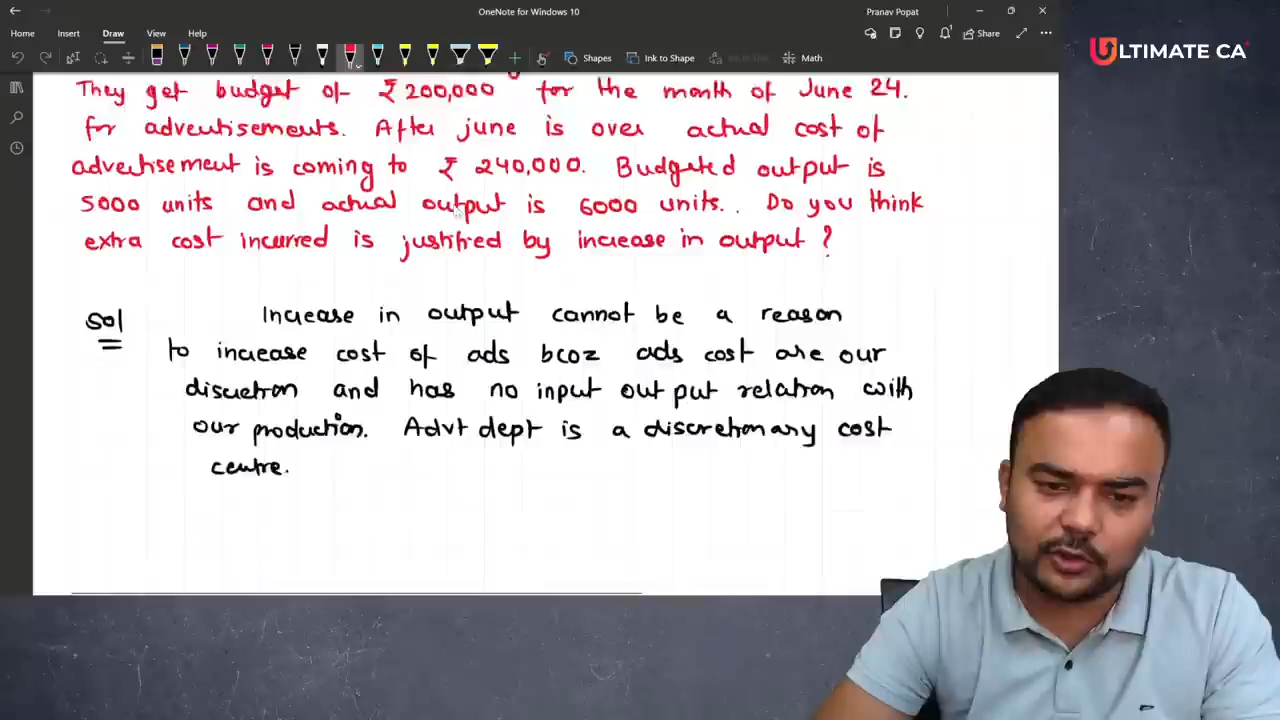 OneNote for Windows 10
Pranav Popat
Home
Insert
Draw
View
Help
Share
Shapes
Ink to Shape
Math
ULTIMATE CA
They get budget of ₹200,000 for the month of June 24.
for advertisements. After june is over actual cost of
advertisement is coming to ₹ 240,000. Budgeted output is
5000 units and actual output is 6000 units.. Do you think
extra cost incurred is justified by increase in output ?
Sol
Increase in output cannot be a reason
to increase cost of ads bcoz ads cost are our
discretion and has no input output relation with
our production. Advt dept is a discretionary cost
centre.